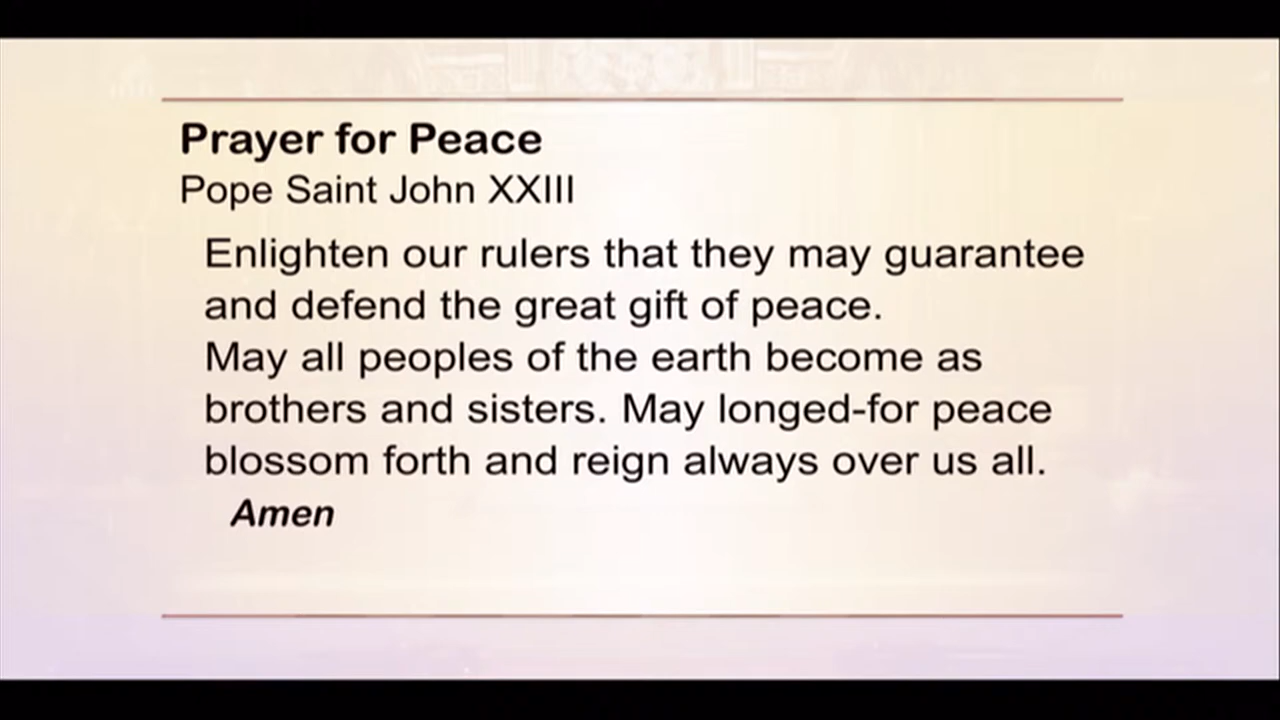 Prayer for Peace
Pope Saint John XXIII
Enlighten our rulers that they may guarantee
and defend the great gift of peace.
May all peoples of the earth become as
brothers and sisters. May longed-for peace
blossom forth and reign always over us all.
Amen